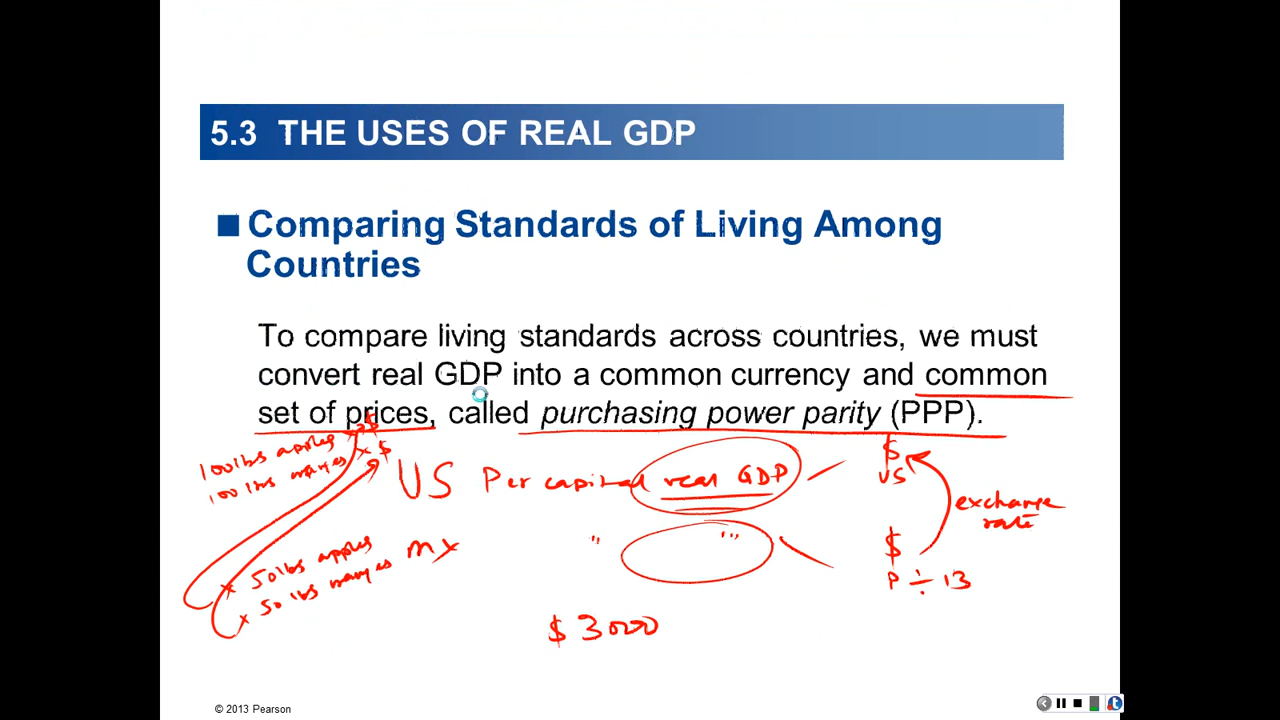 5.3 THE USES OF REAL GDP
Comparing Standards of Living Among
Countries
To compare living standards across countries, we must
convert real GDP into a common currency and common
set of prices, called purchasing power parity (PPP).
100 lbs apples x $
100 lbs x $
US Per capita real GDP
$
US
exchange
rate
50 lbs apples
50 lbs
MX
" "
$
P ÷ 13
$ 3000
© 2013 Pearson